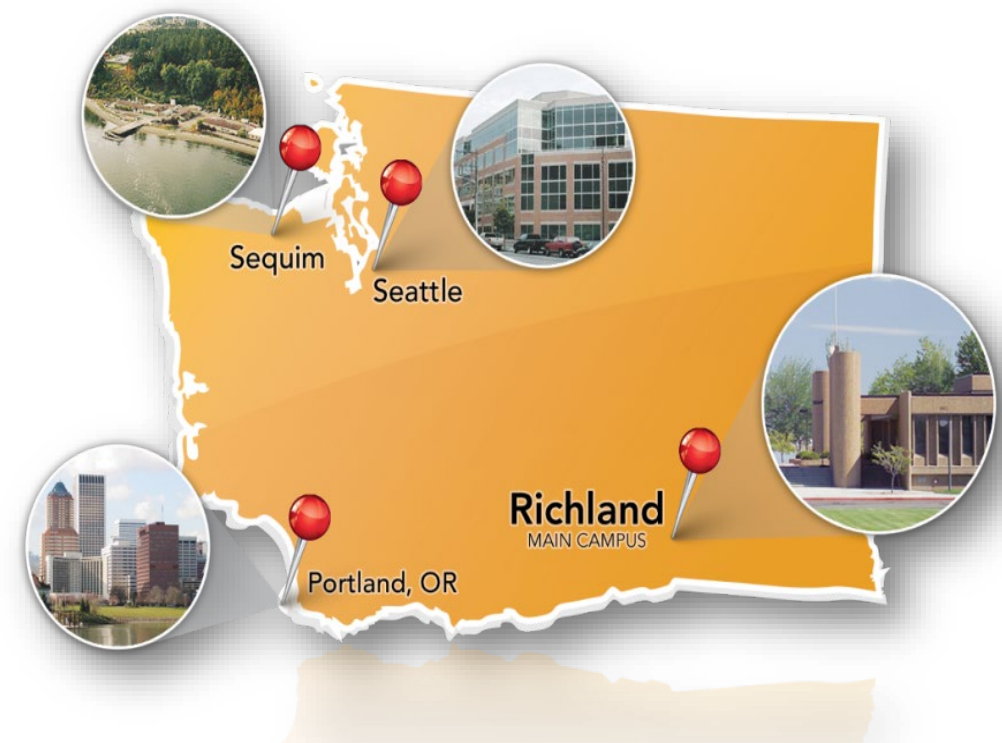 Sequim
Seattle
Richland
MAIN CAMPUS
Portland, OR